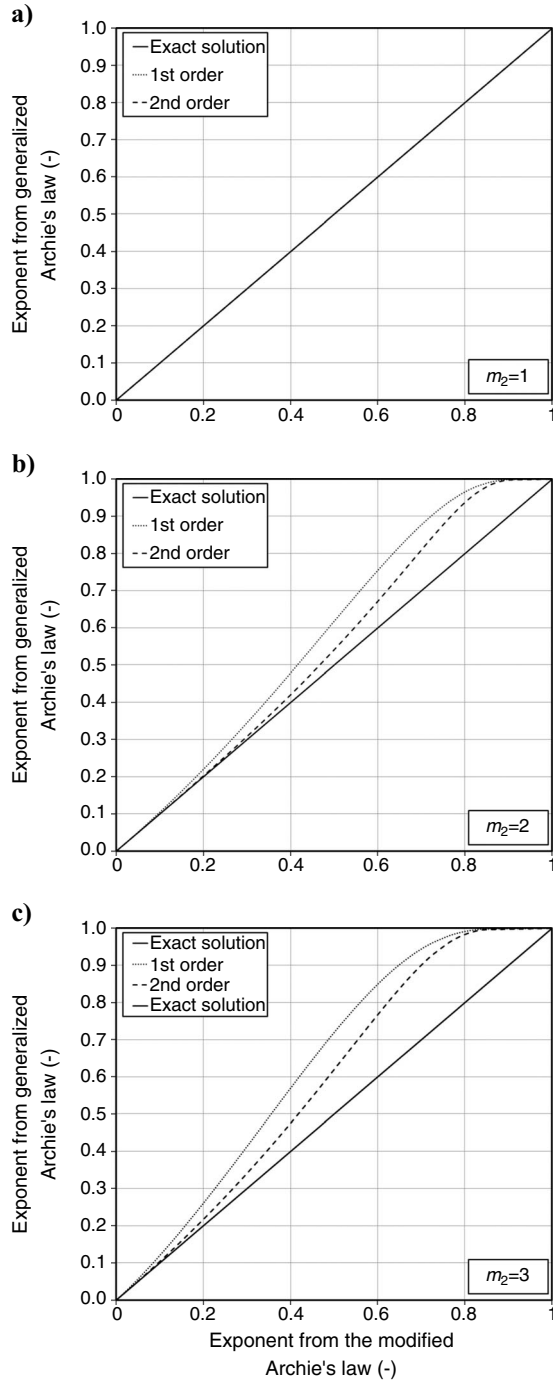 a)
1.0
0.9
0.8
0.7
0.6
0.5
0.4
0.3
0.2
0.1
0.0
Exponent from generalized
Archie's law (-)
Exact solution
1st order
2nd order
m2=1
0
0.2
0.4
0.6
0.8
1
b)
1.0
0.9
0.8
0.7
0.6
0.5
0.4
0.3
0.2
0.1
0.0
Exponent from generalized
Archie's law (-)
Exact solution
1st order
2nd order
m2=2
0
0.2
0.4
0.6
0.8
1
c)
1.0
0.9
0.8
0.7
0.6
0.5
0.4
0.3
0.2
0.1
0.0
Exponent from generalized
Archie's law (-)
Exact solution
1st order
2nd order
Exact solution
m2=3
0
0.2
0.4
0.6
0.8
1
Exponent from the modified
Archie's law (-)